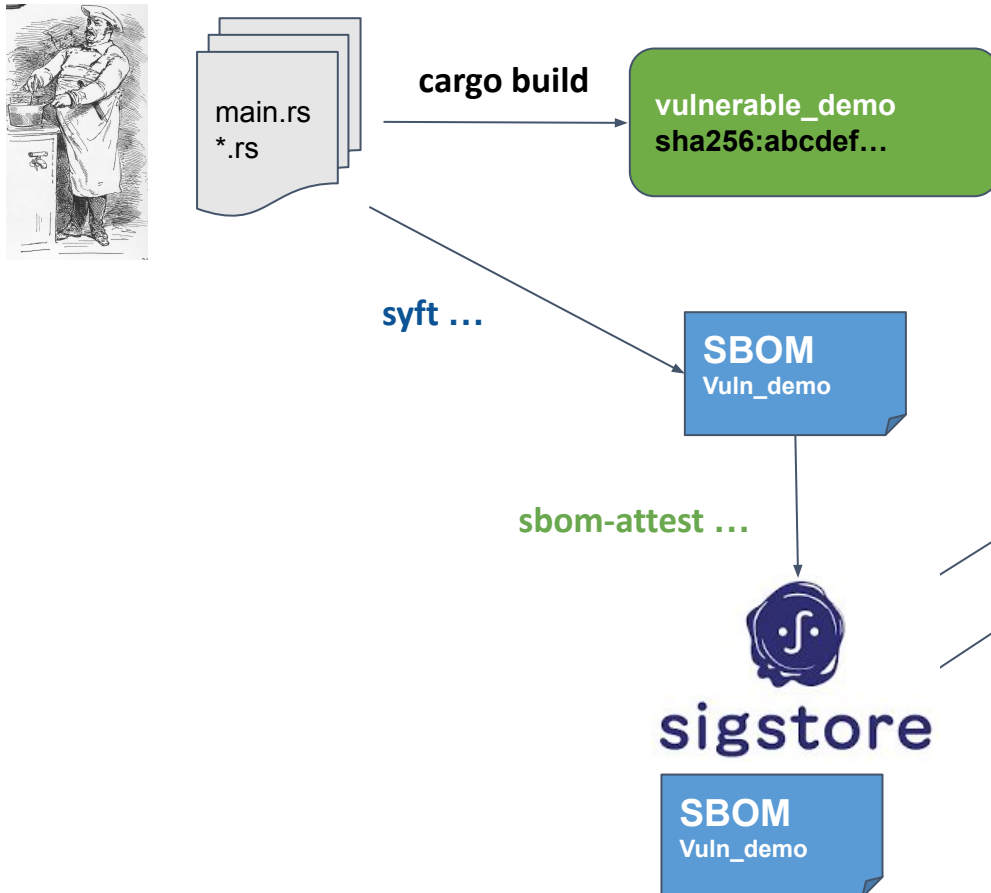 main.rs
*.rs
cargo build
vulnerable_demo
sha256:abcdef...
syft ...
SBOM
Vuln_demo
sbom-attest ...
sigstore
SBOM
Vuln_demo